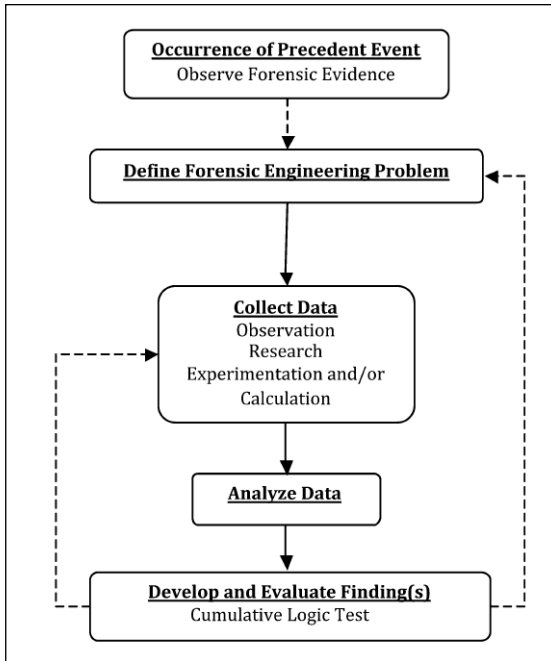 Occurrence of Precedent Event
Observe Forensic Evidence
Define Forensic Engineering Problem
Collect Data
Observation
Research
Experimentation and/or
Calculation
Analyze Data
Develop and Evaluate Finding(s)
Cumulative Logic Test